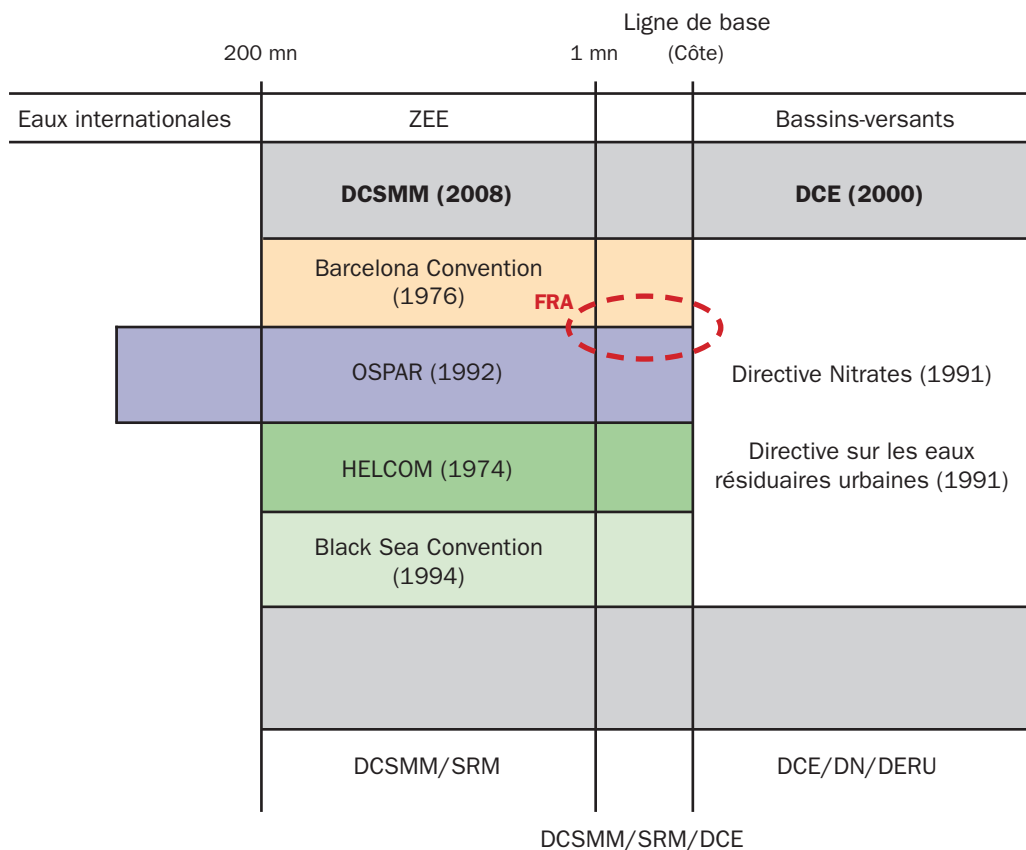 Ligne de base
200 mn 1 mn (Côte)
Eaux internationales ZEE Bassins-versants
DCSMM (2008) DCE (2000)
Barcelona Convention
(1976)
FRA
OSPAR (1992) Directive Nitrates (1991)
HELCOM (1974)
Directive sur les eaux
résiduaires urbaines (1991)
Black Sea Convention
(1994)
DCSMM/SRM DCE/DN/DERU
DCSMM/SRM/DCE